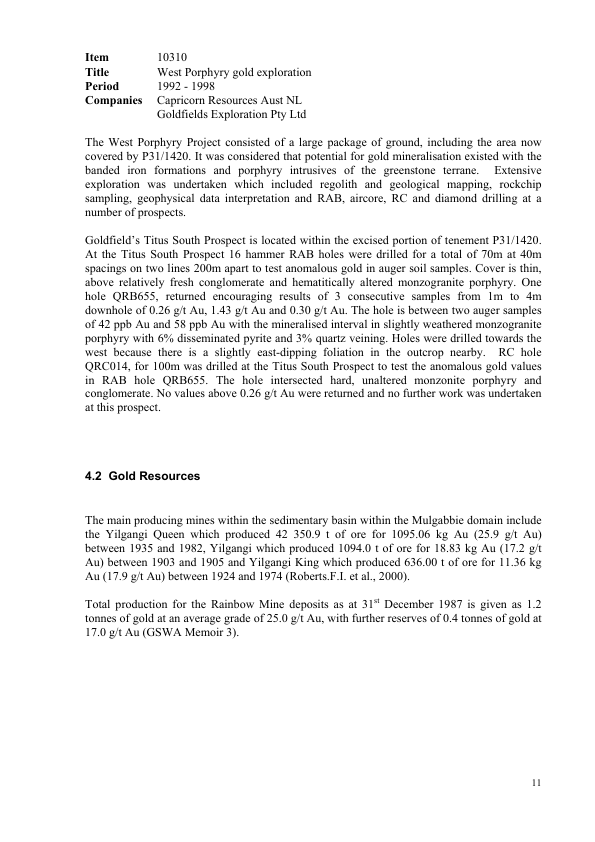 Item 10310
Title West Porphyry gold exploration
Period 1992 - 1998
Companies Capricorn Resources Aust NL
Goldfields Exploration Pty Ltd
The West Porphyry Project consisted of a large package of ground, including the area now
covered by P31/1420. It was considered that potential for gold mineralisation existed with the
banded iron formations and porphyry intrusives of the greenstone terrane. Extensive
exploration was undertaken which included regolith and geological mapping, rockchip
sampling, geophysical data interpretation and RAB, aircore, RC and diamond drilling at a
number of prospects.
Goldfield's Titus South Prospect is located within the excised portion of tenement P31/1420.
At the Titus South Prospect 16 hammer RAB holes were drilled for a total of 70m at 40m
spacings on two lines 200m apart to test anomalous gold in auger soil samples. Cover is thin,
above relatively fresh conglomerate and hematitically altered monzogranite porphyry. One
hole QRB655, returned encouraging results of 3 consecutive samples from 1m to 4m
downhole of 0.26 g/t Au, 1.43 g/t Au and 0.30 g/t Au. The hole is between two auger samples
of 42 ppb Au and 58 ppb Au with the mineralised interval in slightly weathered monzogranite
porphyry with 6% disseminated pyrite and 3% quartz veining. Holes were drilled towards the
west because there is a slightly east-dipping foliation in the outcrop nearby. RC hole
QRC014, for 100m was drilled at the Titus South Prospect to test the anomalous gold values
in RAB hole QRB655. The hole intersected hard, unaltered monzonite porphyry and
conglomerate. No values above 0.26 g/t Au were returned and no further work was undertaken
at this prospect.
4.2 Gold Resources
The main producing mines within the sedimentary basin within the Mulgabbie domain include
the Yilgangi Queen which produced 42 350.9 t of ore for 1095.06 kg Au (25.9 g/t Au)
between 1935 and 1982, Yilgangi which produced 1094.0 t of ore for 18.83 kg Au (17.2 g/t
Au) between 1903 and 1905 and Yilgangi King which produced 636.00 t of ore for 11.36 kg
Au (17.9 g/t Au) between 1924 and 1974 (Roberts.F.I. et al., 2000).
Total production for the Rainbow Mine deposits as at 31st December 1987 is given as 1.2
tonnes of gold at an average grade of 25.0 g/t Au, with further reserves of 0.4 tonnes of gold at
17.0 g/t Au (GSWA Memoir 3).
11